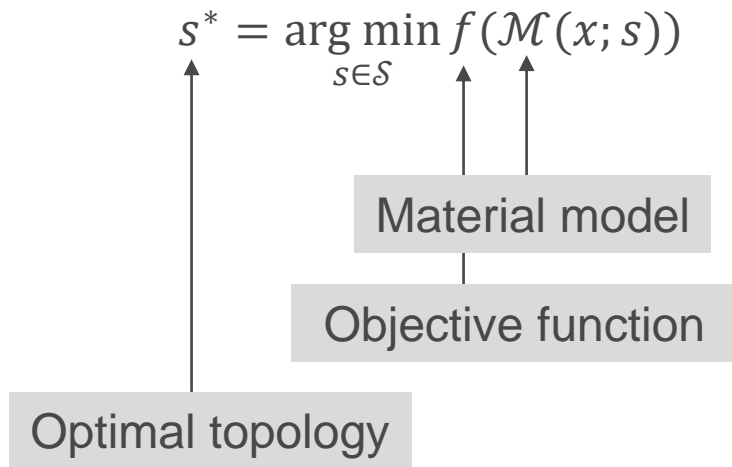 s* = arg min f(ℳ(x; s))
s∈𝒮
Material model
Objective function
Optimal topology